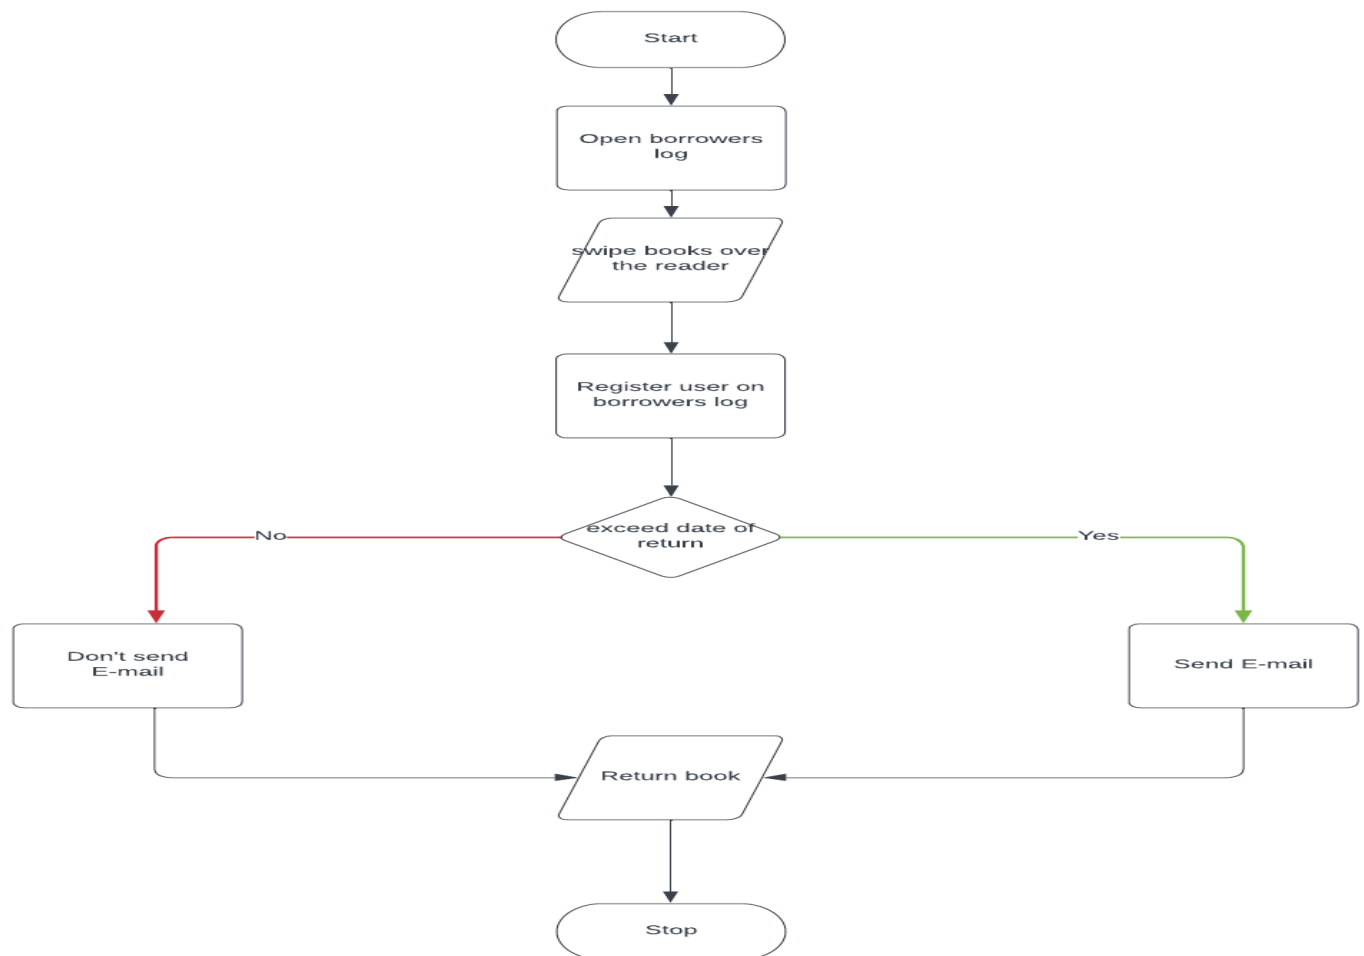 Start
Open borrowers
log
swipe books over
the reader
Register user on
borrowers log
exceed date of
return
No
Yes
Don't send
E-mail
Send E-mail
Return book
Stop